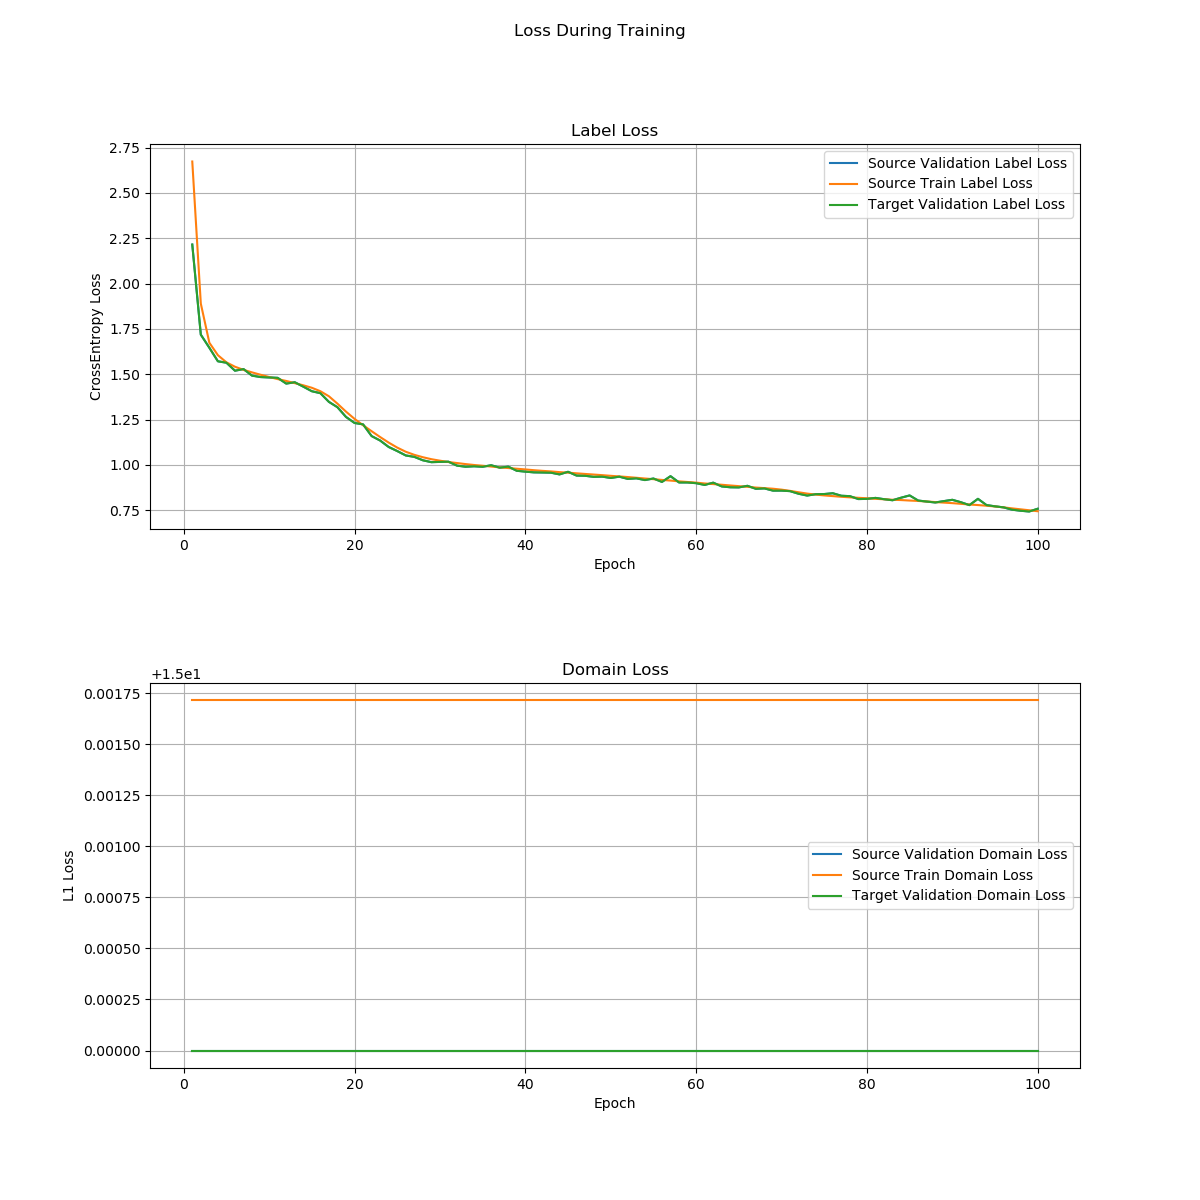 Loss During Training
Label Loss
2.75
2.50
2.25
2.00
1.75
1.50
1.25
1.00
0.75
CrossEntropy Loss
Source Validation Label Loss
Source Train Label Loss
Target Validation Label Loss
0 20 40 60 80 100
Epoch
Domain Loss
+1.5e1
0.00175
0.00150
0.00125
0.00100
0.00075
0.00050
0.00025
0.00000
L1 Loss
Source Validation Domain Loss
Source Train Domain Loss
Target Validation Domain Loss
0 20 40 60 80 100
Epoch